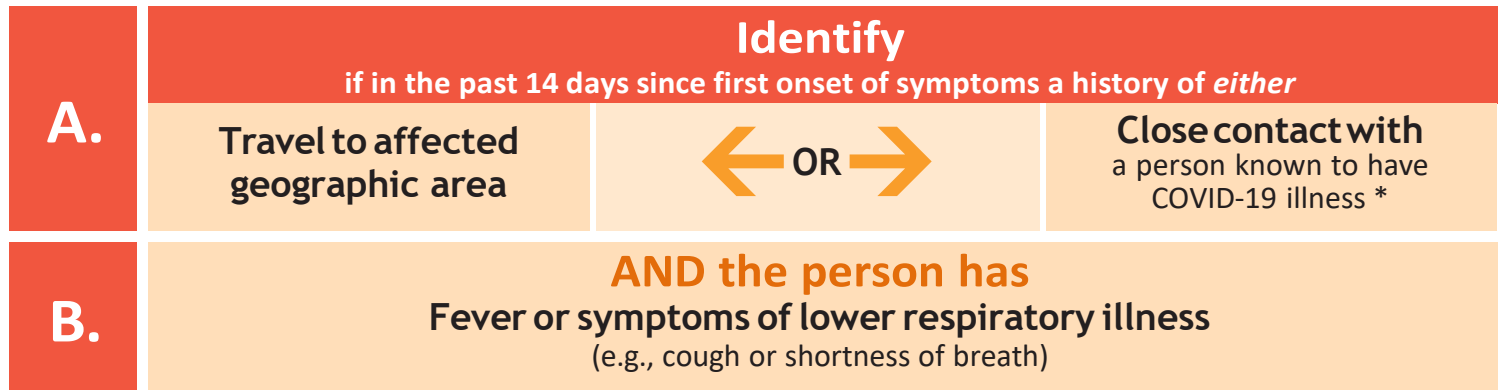 A.
Identify
if in the past 14 days since first onset of symptoms a history of either
Travel to affected
geographic area
OR
Close contact with
a person known to have
COVID-19 illness *
B.
AND the person has
Fever or symptoms of lower respiratory illness
(e.g., cough or shortness of breath)